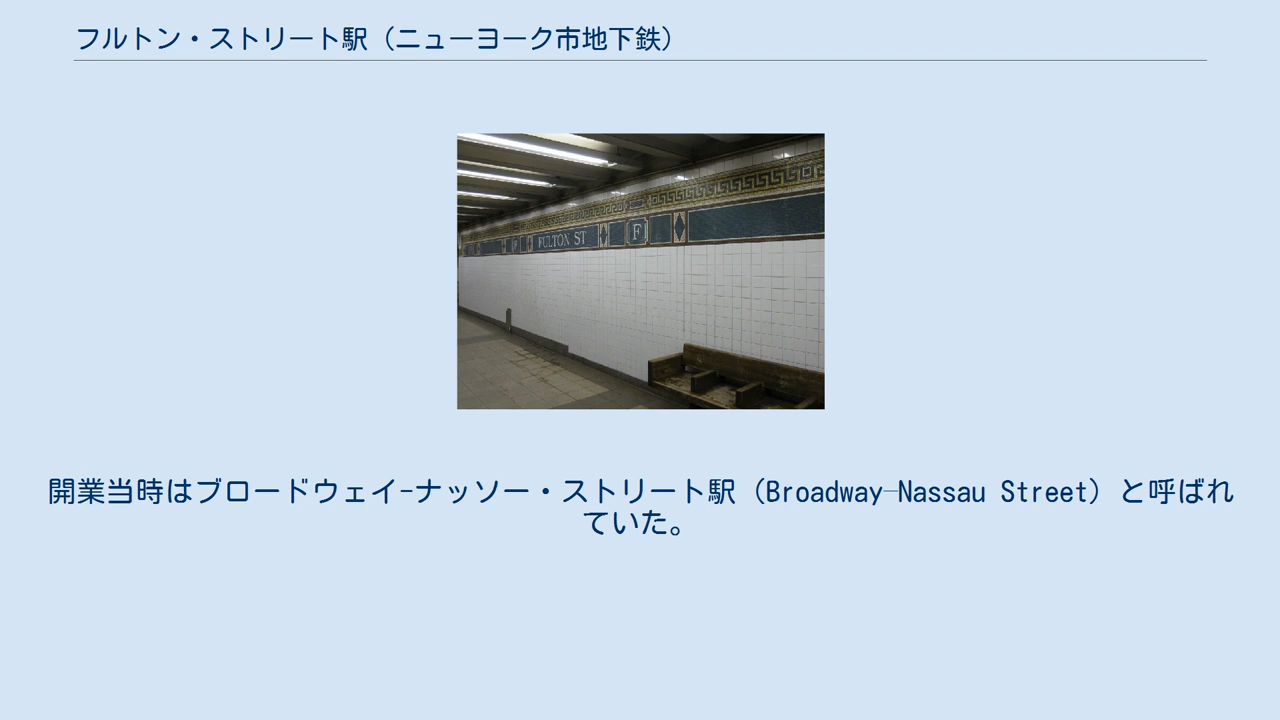 フルトン・ストリート駅（ニューヨーク市地下鉄）
F
FULTON ST
F
開業当時はブロードウェイ-ナッソー・ストリート駅（Broadway–Nassau Street）と呼ばれ
ていた。